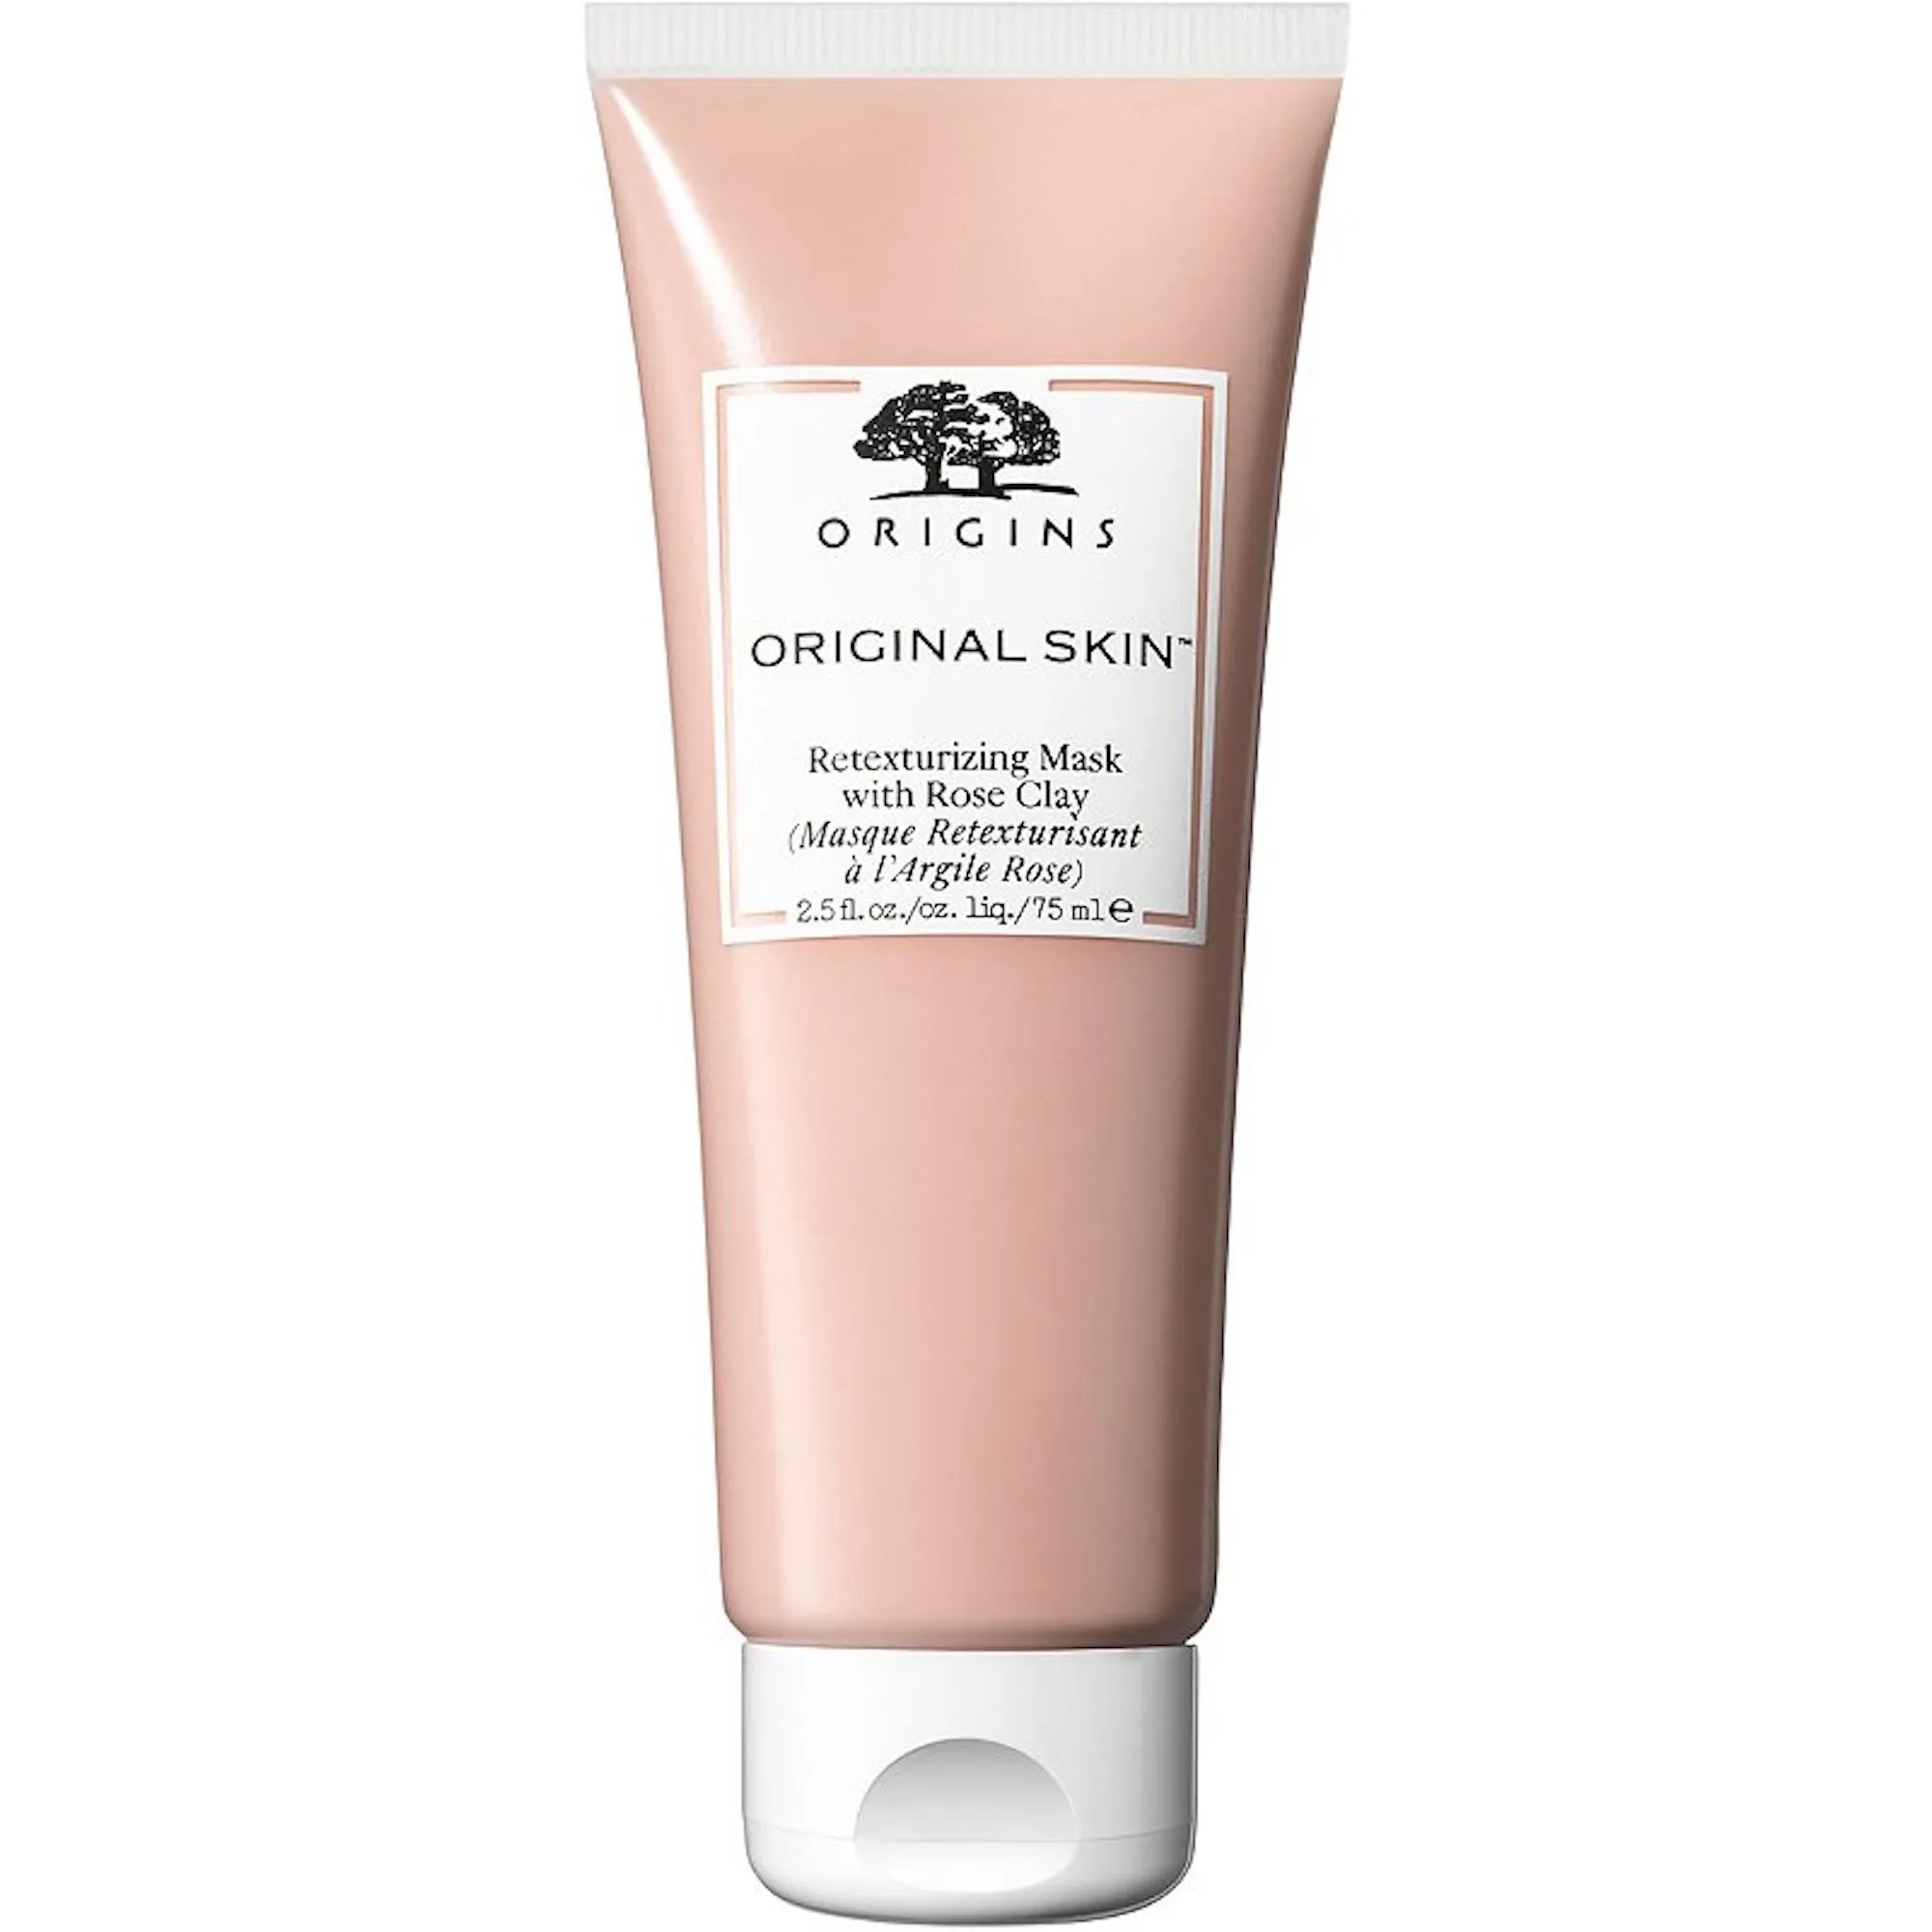 ORIGINS
ORIGINAL SKIN™
Retexturizing Mask
with Rose Clay
(Masque Retexturisant
à l'Argile Rose)
2.5 fl. oz./oz. liq./75 ml ℮